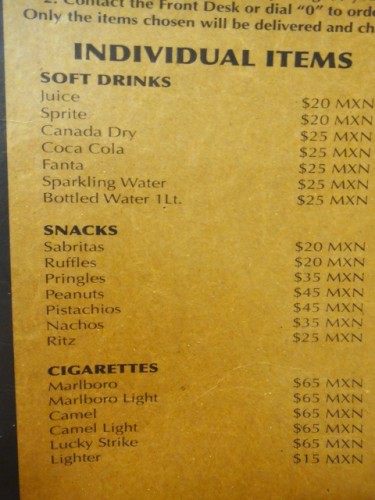 2. Contact the Front Desk or dial "0" to orde
Only the items chosen will be delivered and ch
INDIVIDUAL ITEMS
SOFT DRINKS
Juice $20 MXN
Sprite $20 MXN
Canada Dry $25 MXN
Coca Cola $25 MXN
Fanta $25 MXN
Sparkling Water $25 MXN
Bottled Water 1Lt. $25 MXN
SNACKS
Sabritas $20 MXN
Ruffles $20 MXN
Pringles $35 MXN
Peanuts $45 MXN
Pistachios $45 MXN
Nachos $35 MXN
Ritz $25 MXN
CIGARETTES
Marlboro $65 MXN
Marlboro Light $65 MXN
Camel $65 MXN
Camel Light $65 MXN
Lucky Strike $65 MXN
Lighter $15 MXN